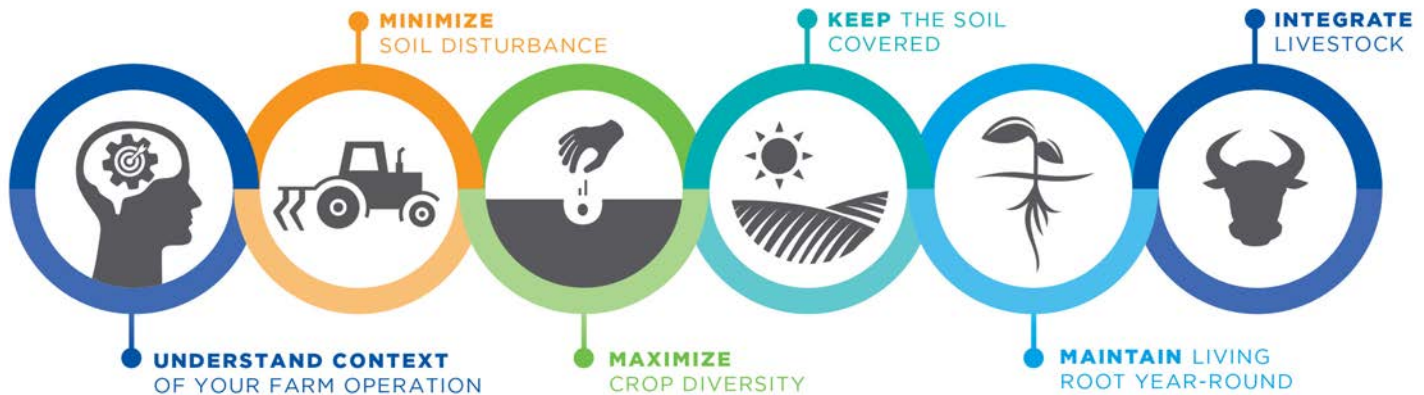 MINIMIZE
SOIL DISTURBANCE
KEEP THE SOIL
COVERED
INTEGRATE
LIVESTOCK
UNDERSTAND CONTEXT
OF YOUR FARM OPERATION
MAXIMIZE
CROP DIVERSITY
MAINTAIN LIVING
ROOT YEAR-ROUND